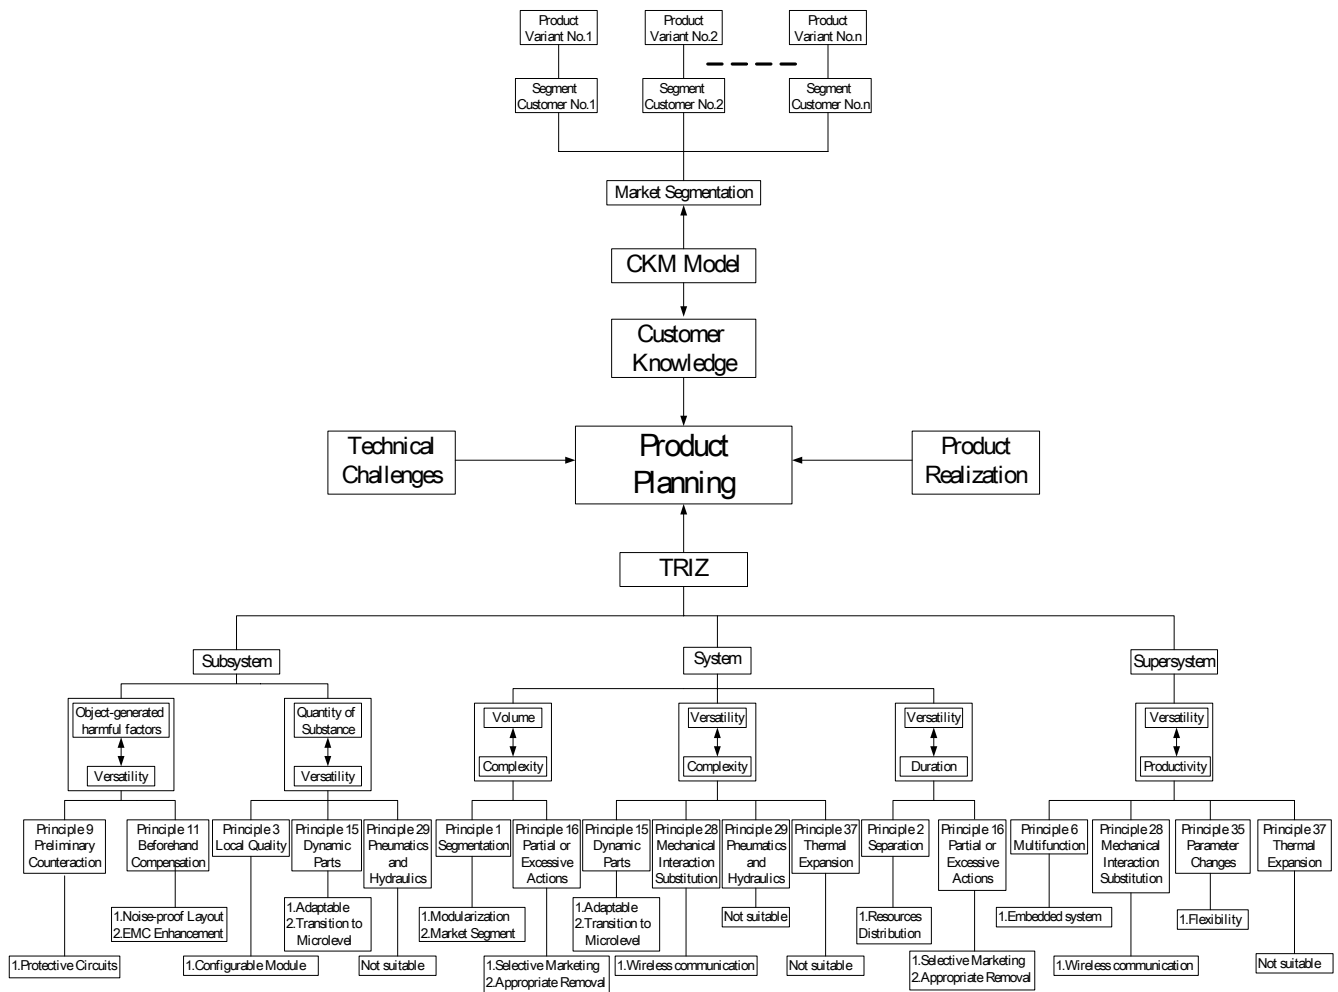 Product
Variant No.1
Product
Variant No.2
Product
Variant No.n
Segment
Customer No.1
Segment
Customer No.2
Segment
Customer No.n
Market Segmentation
CKM Model
Customer
Knowledge
Technical
Challenges
Product
Planning
Product
Realization
TRIZ
Subsystem
System
Supersystem
Object-generated
harmful factors
Versatility
Quantity of
Substance
Versatility
Volume
Complexity
Versatility
Complexity
Versatility
Duration
Versatility
Productivity
Principle 9
Preliminary
Counteraction
Principle 11
Beforehand
Compensation
Principle 3
Local Quality
Principle 15
Dynamic
Parts
Principle 29
Pneumatics
and
Hydraulics
Principle 1
Segmentation
Principle 16
Partial or
Excessive
Actions
Principle 15
Dynamic
Parts
Principle 28
Mechanical
Interaction
Substitution
Principle 29
Pneumatics
and
Hydraulics
Principle 37
Thermal
Expansion
Principle 2
Separation
Principle 16
Partial or
Excessive
Actions
Principle 6
Multifunction
Principle 28
Mechanical
Interaction
Substitution
Principle 35
Parameter
Changes
Principle 37
Thermal
Expansion
1.Protective Circuits
1.Noise-proof Layout
2.EMC Enhancement
1.Configurable Module
1.Adaptable
2.Transition to
Microlevel
Not suitable
1.Modularization
2.Market Segment
1.Selective Marketing
2.Appropriate Removal
1.Adaptable
2.Transition to
Microlevel
1.Wireless communication
Not suitable
Not suitable
1.Resources
Distribution
1.Selective Marketing
2.Appropriate Removal
1.Embedded system
1.Wireless communication
1.Flexibility
Not suitable